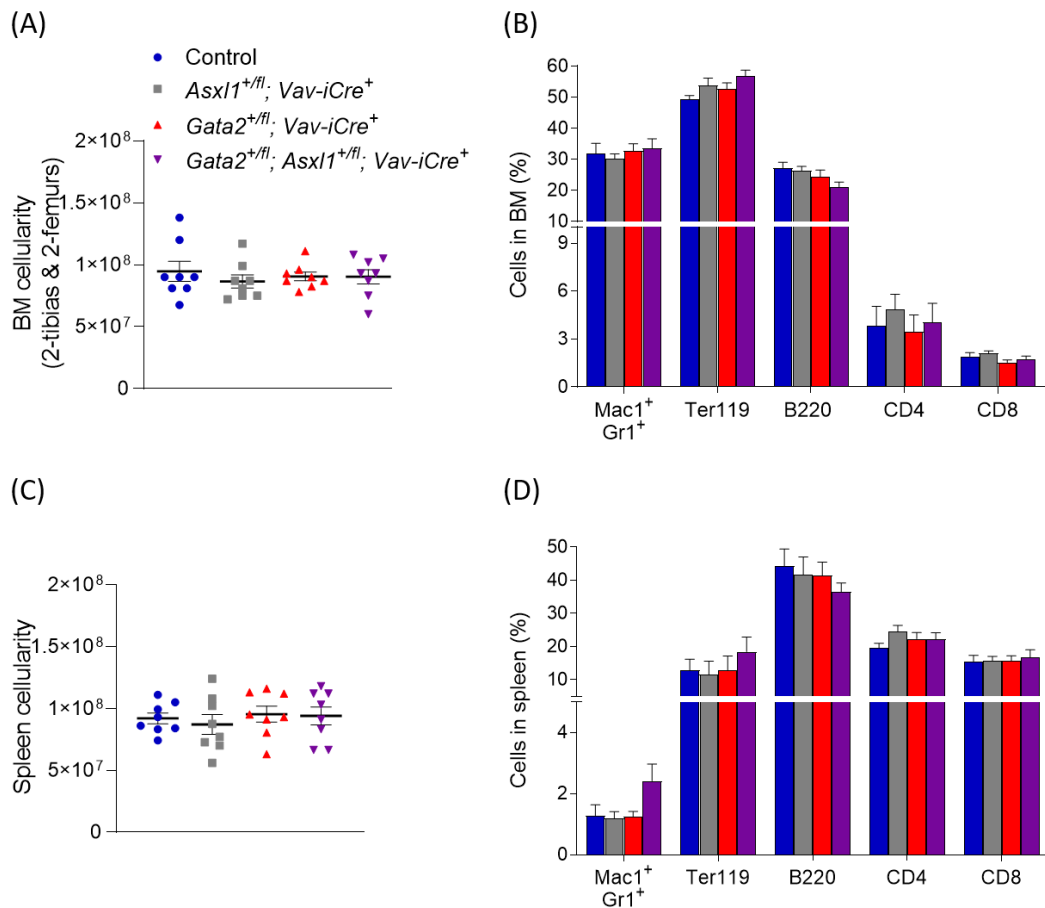 (A)
Control
Asxl1⁺/ᶠˡ; Vav-iCre⁺
Gata2⁺/ᶠˡ; Vav-iCre⁺
Gata2⁺/ᶠˡ; Asxl1⁺/ᶠˡ; Vav-iCre⁺
BM cellularity
(2-tibias & 2-femurs)
2×10⁸
1×10⁸
1×10⁸
5×10⁷
0
(B)
Cells in BM (%)
60
50
40
30
20
10
9
6
3
0
Mac1⁺
Gr1⁺
Ter119
B220
CD4
CD8
(C)
Spleen cellularity
2×10⁸
1×10⁸
1×10⁸
5×10⁷
0
(D)
Cells in spleen (%)
50
40
30
20
10
4
2
0
Mac1⁺
Gr1⁺
Ter119
B220
CD4
CD8